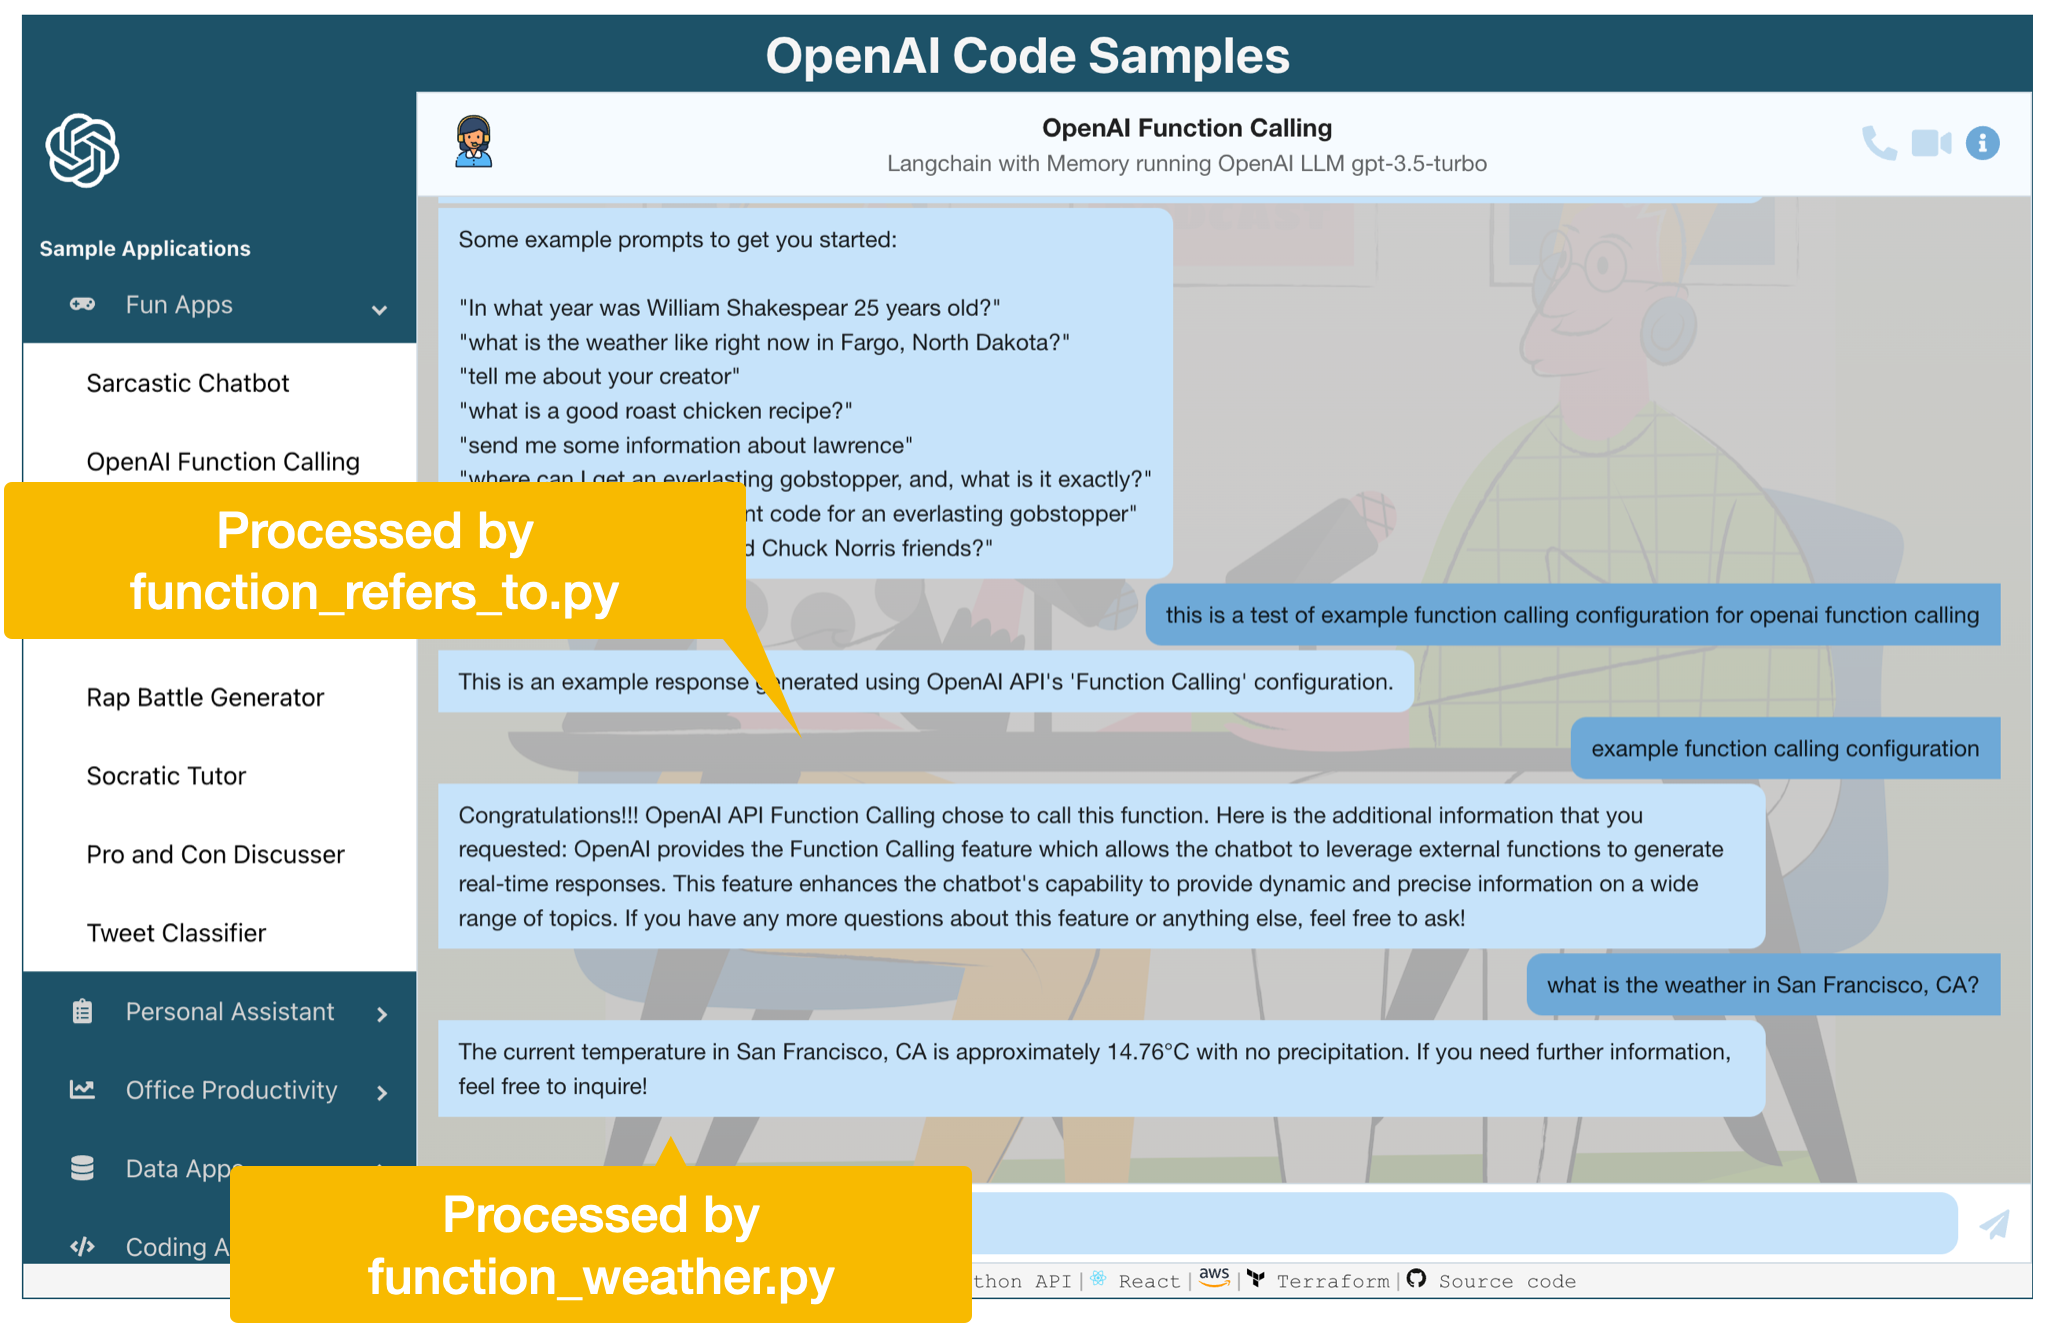 OpenAI Code Samples
Sample Applications
Fun Apps
Sarcastic Chatbot
OpenAI Function Calling
Rap Battle Generator
Socratic Tutor
Pro and Con Discusser
Tweet Classifier
Personal Assistant
Office Productivity
Data Apps
Coding A
OpenAI Function Calling
Langchain with Memory running OpenAI LLM gpt-3.5-turbo
Some example prompts to get you started:
"In what year was William Shakespear 25 years old?"
"what is the weather like right now in Fargo, North Dakota?"
"tell me about your creator"
"what is a good roast chicken recipe?"
"send me some information about lawrence"
"where can I get an everlasting gobstopper, and, what is it exactly?"
nt code for an everlasting gobstopper"
d Chuck Norris friends?"
Processed by
function_refers_to.py
this is a test of example function calling configuration for openai function calling
This is an example response generated using OpenAI API's 'Function Calling' configuration.
example function calling configuration
Congratulations!!! OpenAI API Function Calling chose to call this function. Here is the additional information that you
requested: OpenAI provides the Function Calling feature which allows the chatbot to leverage external functions to generate
real-time responses. This feature enhances the chatbot's capability to provide dynamic and precise information on a wide
range of topics. If you have any more questions about this feature or anything else, feel free to ask!
what is the weather in San Francisco, CA?
The current temperature in San Francisco, CA is approximately 14.76°C with no precipitation. If you need further information,
feel free to inquire!
Processed by
function_weather.py
thon API| React| aws | Terraform| Source code